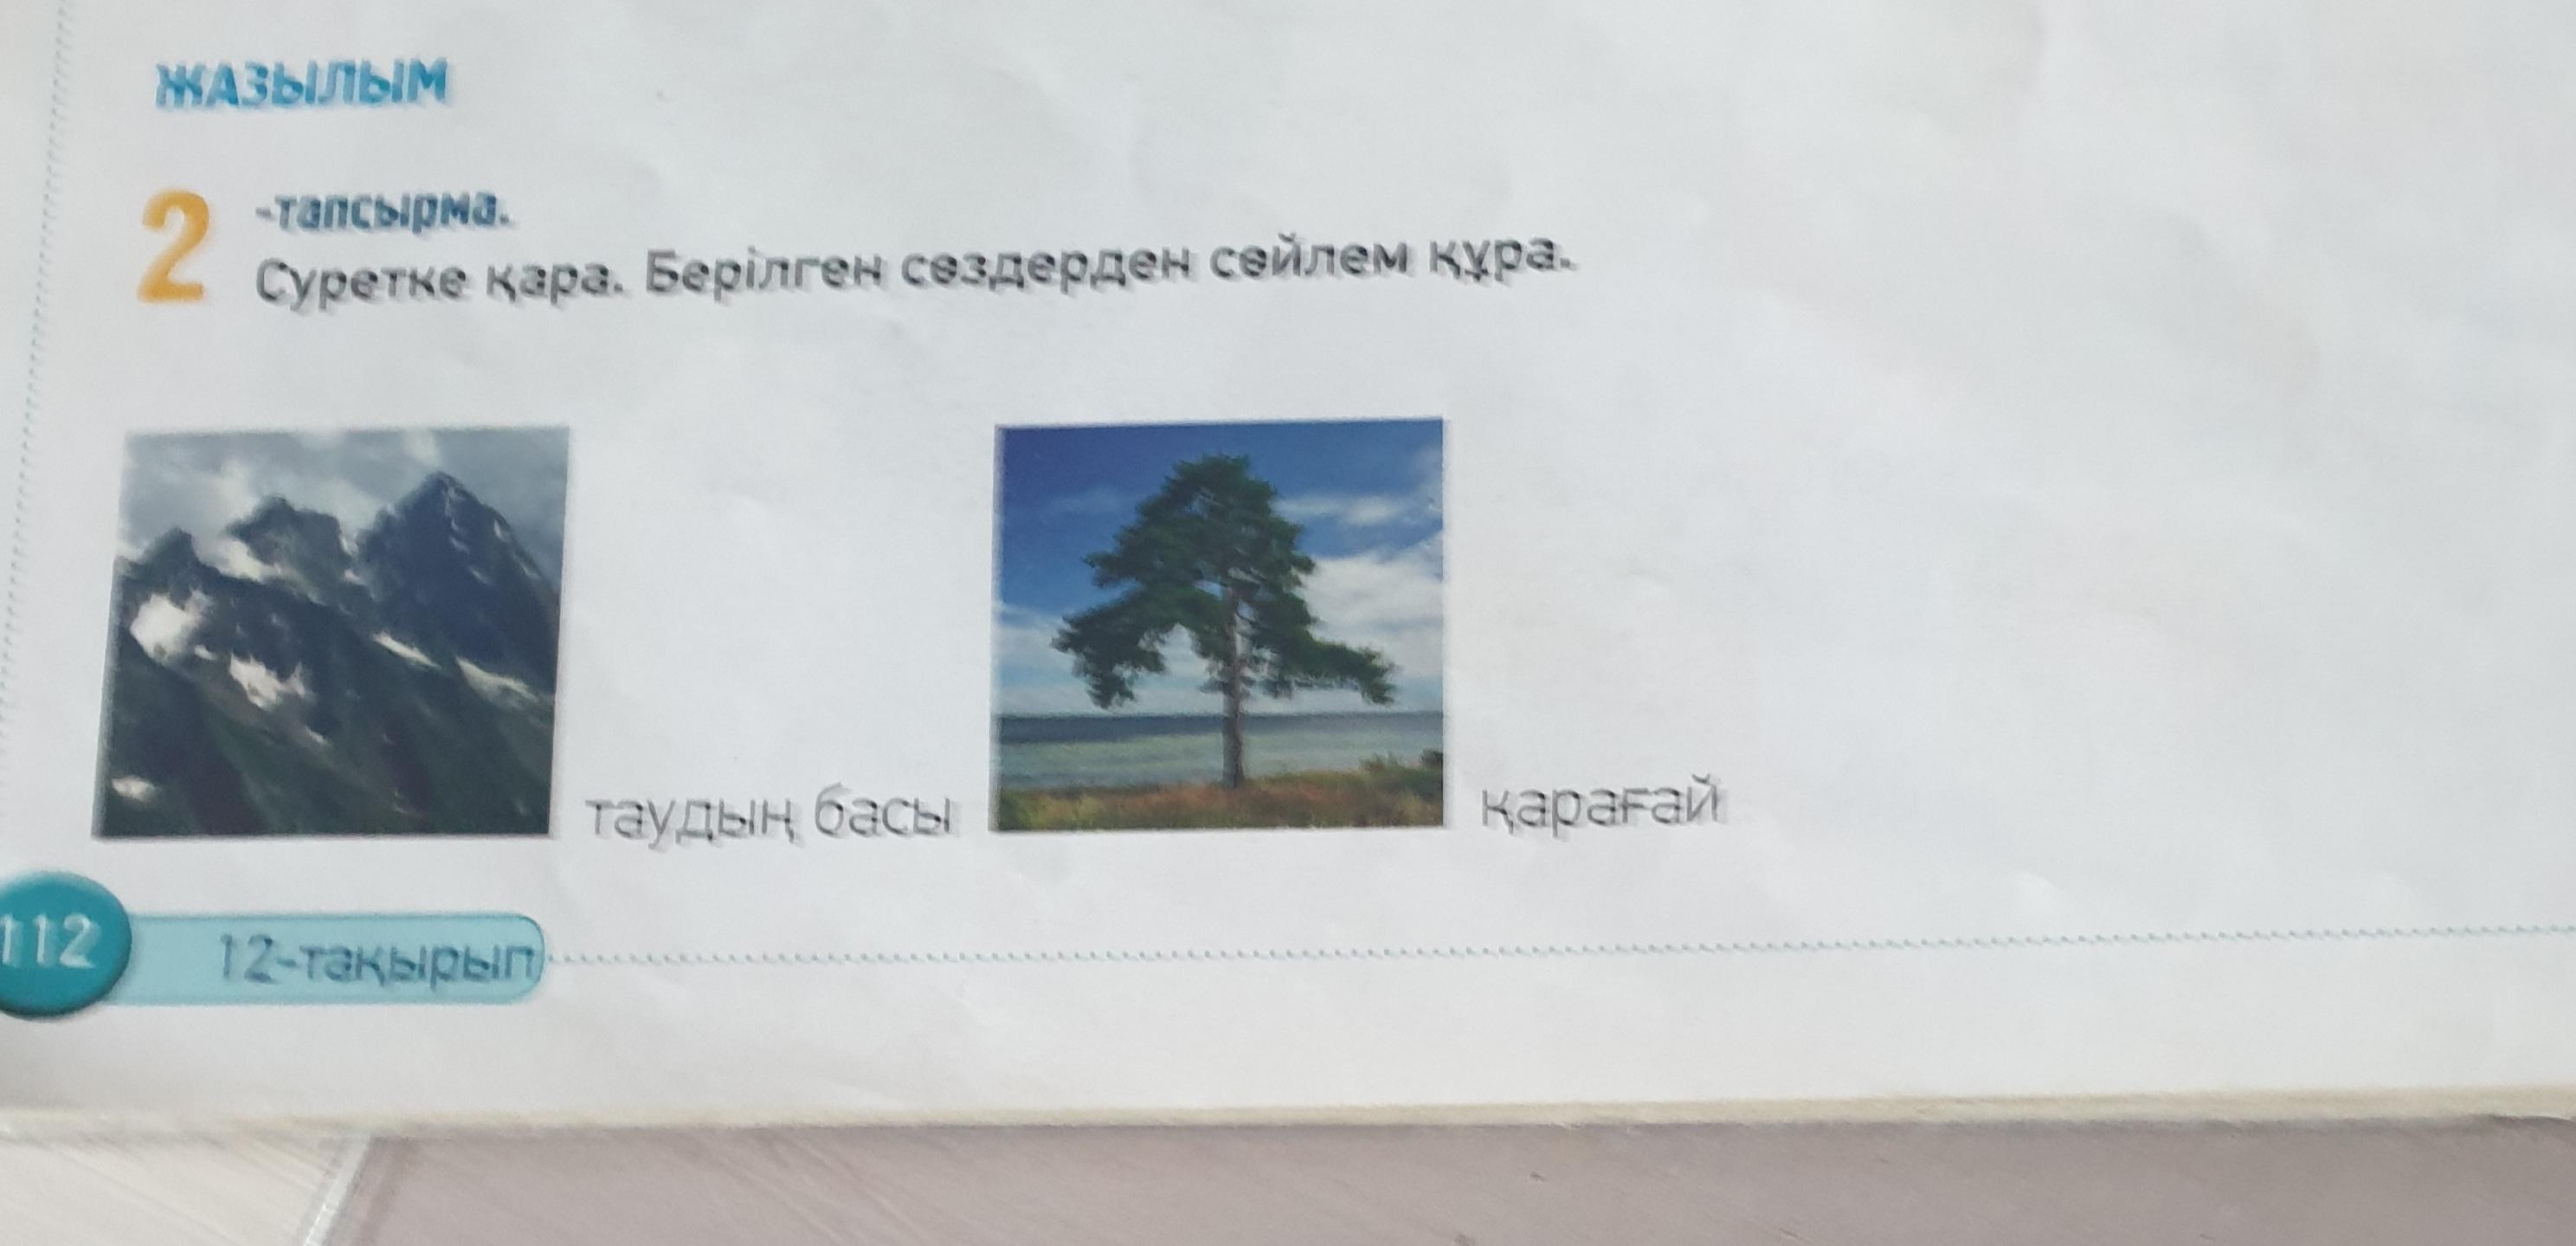 ЖАЗЫЛЫМ
2 -тапсырма.
Суретке қара. Берілген сөздерден сөйлем құра.
таудың басы
қарағай
112 12-тақырып